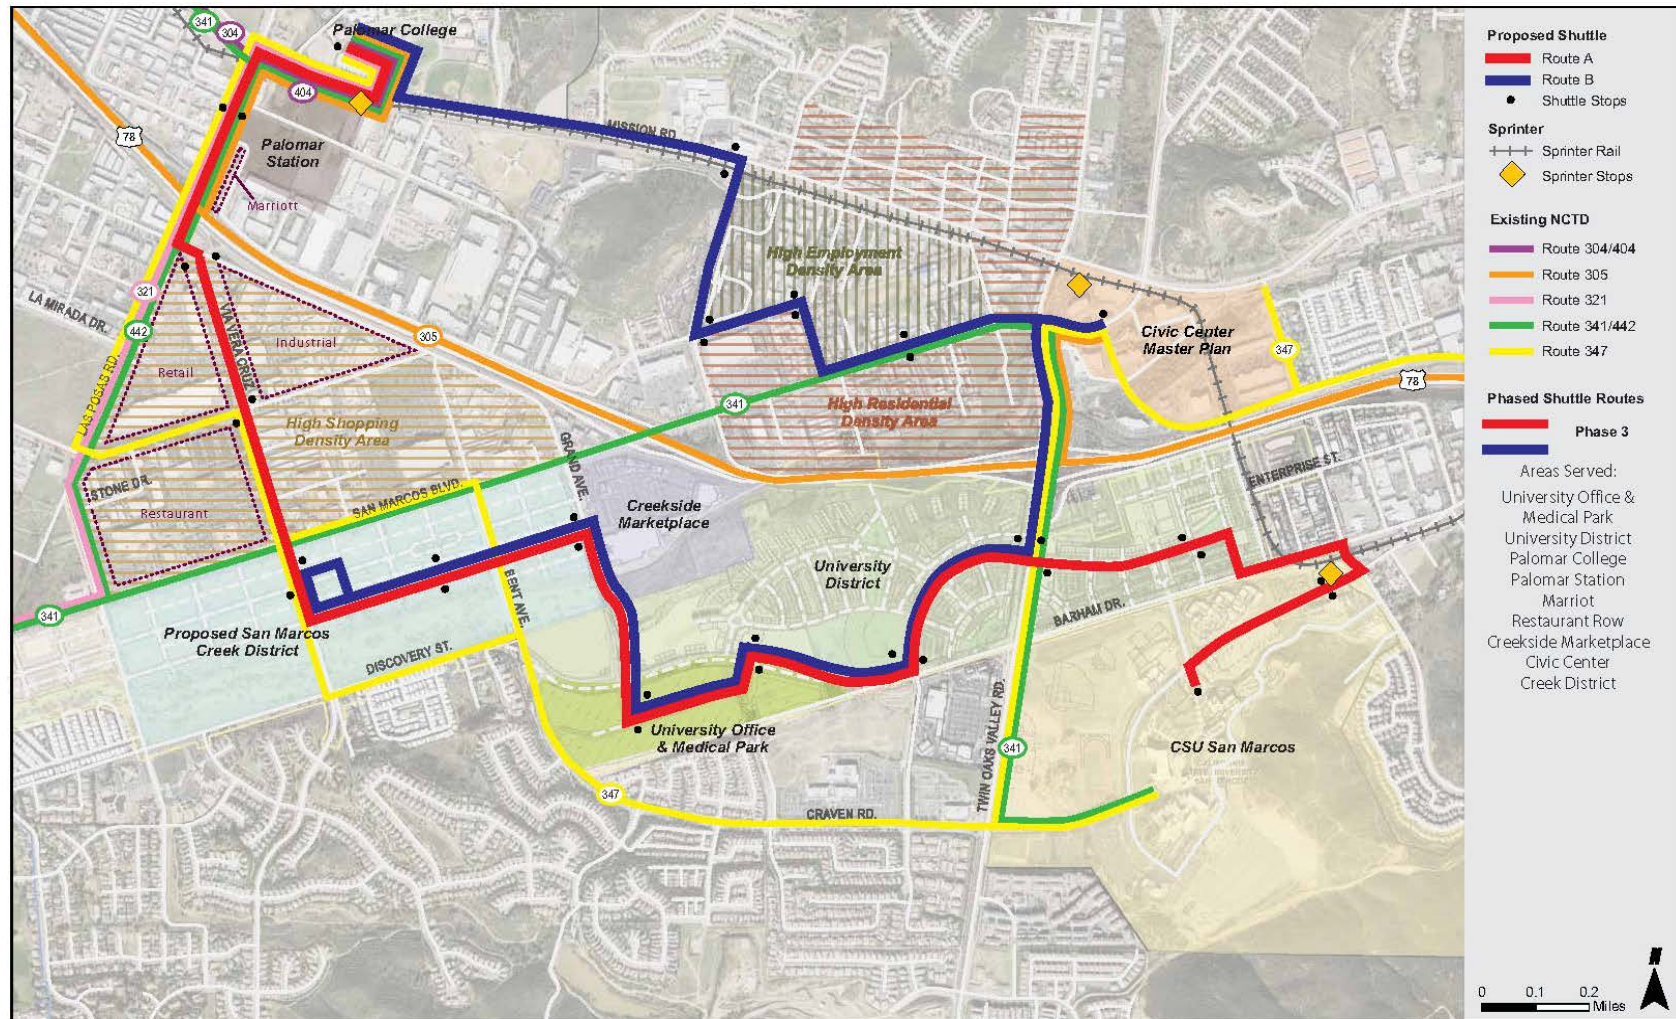 341
304
Palomar College
404
78
MISSION RD.
Palomar
Station
Marriott
High Employment
Density Area
321
LA MIRADA DR.
442
VIA VERA CRUZ
Industrial
305
Civic Center
Master Plan
347
Retail
LAS POSAS RD.
78
High Shopping
Density Area
341
High Residential
Density Area
GRAND AVE.
STONE DR.
SAN MARCOS BLVD.
ENTERPRISE ST.
Restaurant
Creekside
Marketplace
University
District
BENT AVE.
BARHAM DR.
341
Proposed San Marcos
Creek District
DISCOVERY ST.
University Office
& Medical Park
TWIN OAKS VALLEY RD.
341
CSU San Marcos
347
CRAVEN RD.
Proposed Shuttle
Route A
Route B
Shuttle Stops
Sprinter
Sprinter Rail
Sprinter Stops
Existing NCTD
Route 304/404
Route 305
Route 321
Route 341/442
Route 347
Phased Shuttle Routes
Phase 3
Areas Served:
University Office &
Medical Park
University District
Palomar College
Palomar Station
Marriot
Restaurant Row
Creekside Marketplace
Civic Center
Creek District
N
0 0.1 0.2
Miles